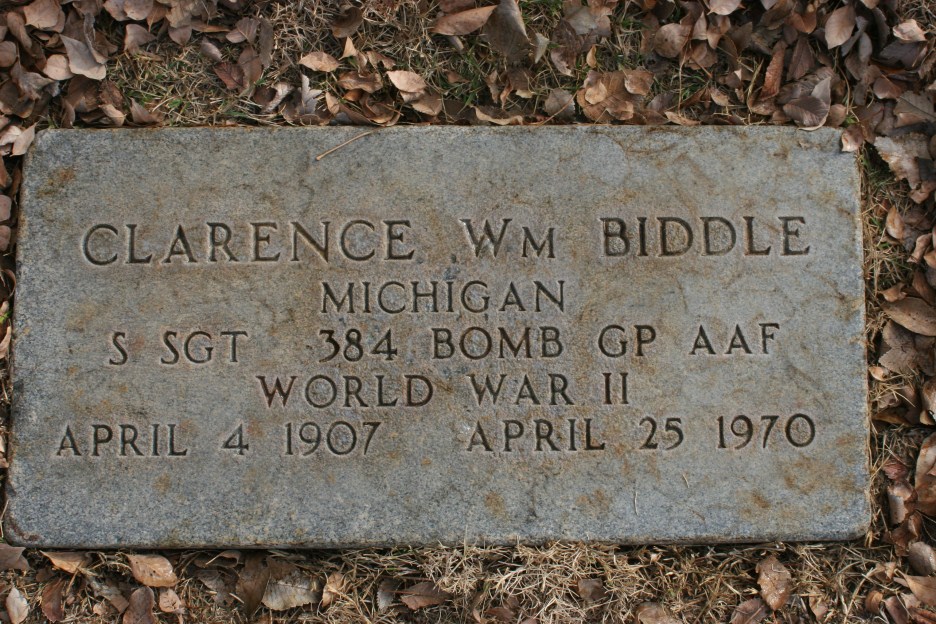 CLARENCE WM BIDDLE
MICHIGAN
S SGT 384 BOMB GP AAF
WORLD WAR II
APRIL 4 1907 APRIL 25 1970